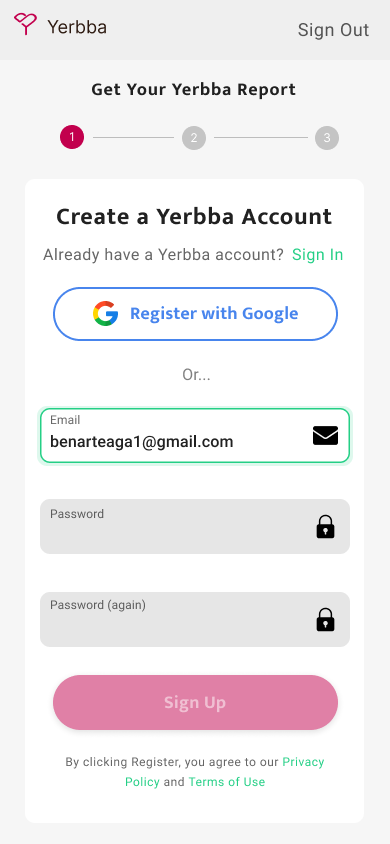 Yerbba
Sign Out
Get Your Yerbba Report
1
2
3
Create a Yerbba Account
Already have a Yerbba account? Sign In
Register with Google
Or...
Email
benarteaga1@gmail.com
Password
Password (again)
Sign Up
By clicking Register, you agree to our Privacy
Policy and Terms of Use